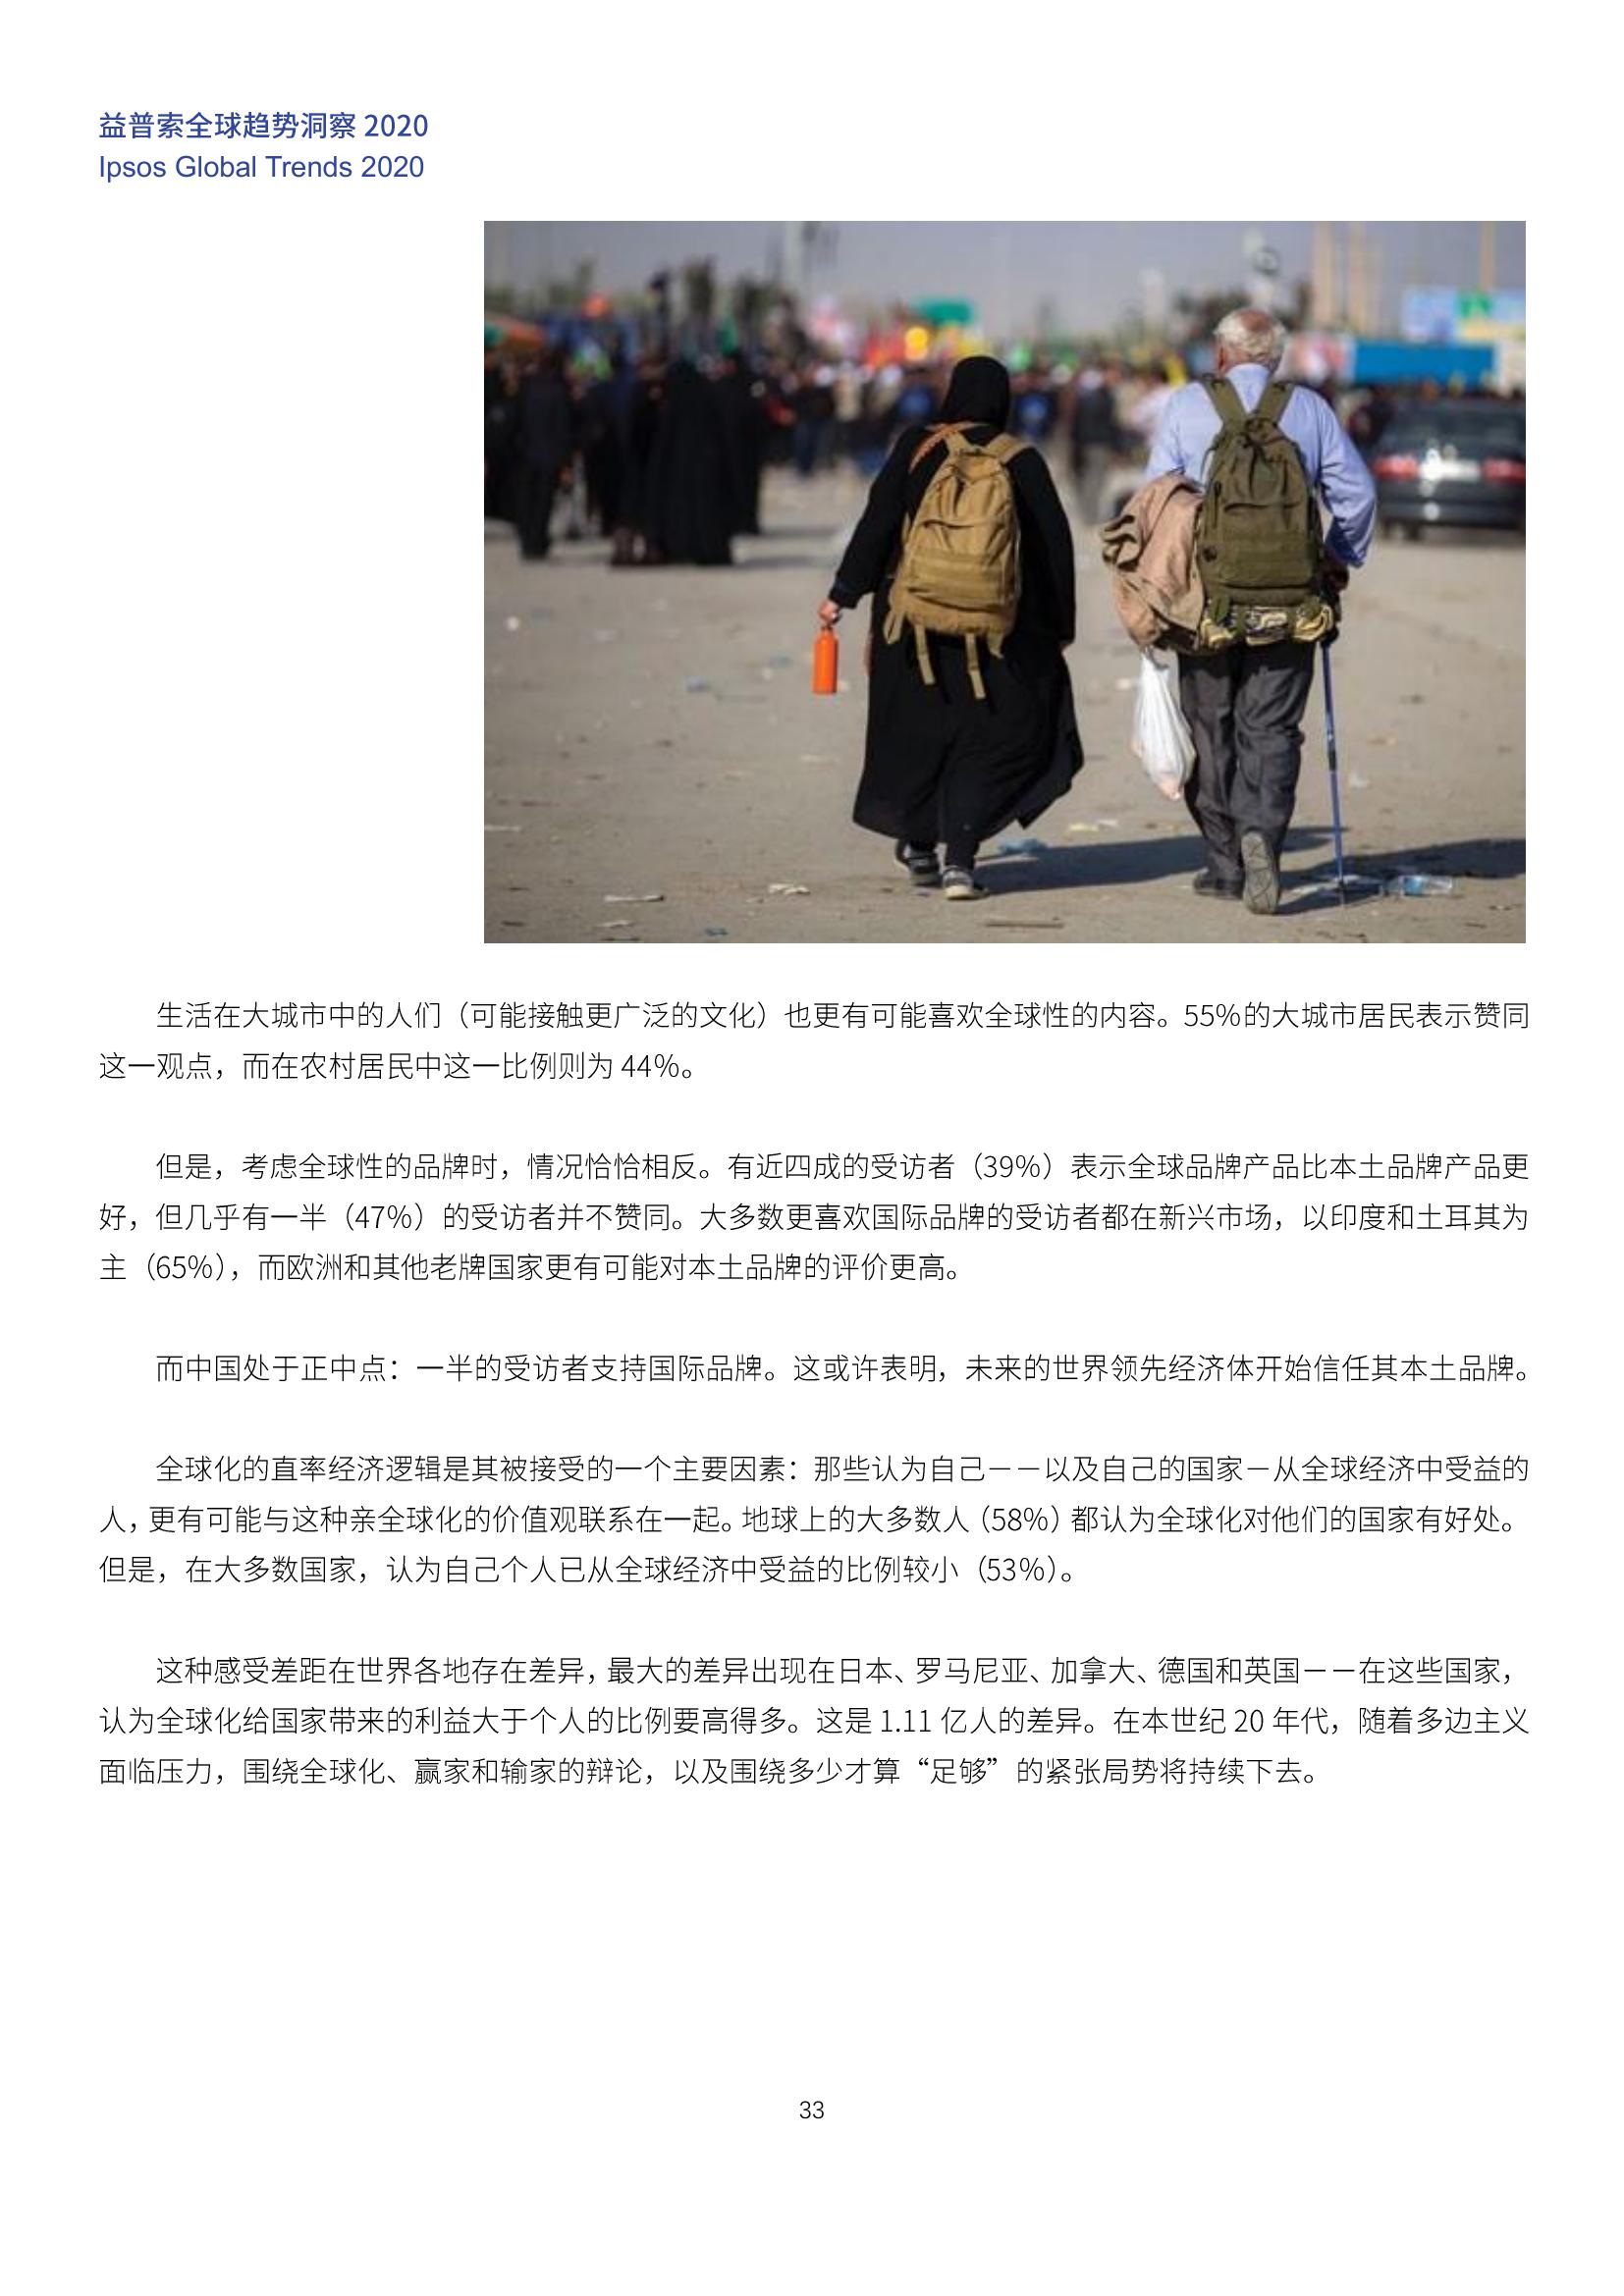 益普索全球趋势洞察 2020
Ipsos Global Trends 2020
生活在大城市中的人们（可能接触更广泛的文化）也更有可能喜欢全球性的内容。55%的大城市居民表示赞同
这一观点，而在农村居民中这一比例则为 44%。
但是，考虑全球性的品牌时，情况恰恰相反。有近四成的受访者（39%）表示全球品牌产品比本土品牌产品更
好，但几乎有一半（47%）的受访者并不赞同。大多数更喜欢国际品牌的受访者都在新兴市场，以印度和土耳其为
主（65%），而欧洲和其他老牌国家更有可能对本土品牌的评价更高。
而中国处于正中点：一半的受访者支持国际品牌。这或许表明，未来的世界领先经济体开始信任其本土品牌。
全球化的直率经济逻辑是其被接受的一个主要因素：那些认为自己－－以及自己的国家－从全球经济中受益的
人，更有可能与这种亲全球化的价值观联系在一起。地球上的大多数人（58%）都认为全球化对他们的国家有好处。
但是，在大多数国家，认为自己个人已从全球经济中受益的比例较小（53%）。
这种感受差距在世界各地存在差异，最大的差异出现在日本、罗马尼亚、加拿大、德国和英国－－在这些国家，
认为全球化给国家带来的利益大于个人的比例要高得多。这是 1.11 亿人的差异。在本世纪 20 年代，随着多边主义
面临压力，围绕全球化、赢家和输家的辩论，以及围绕多少才算“足够”的紧张局势将持续下去。
33